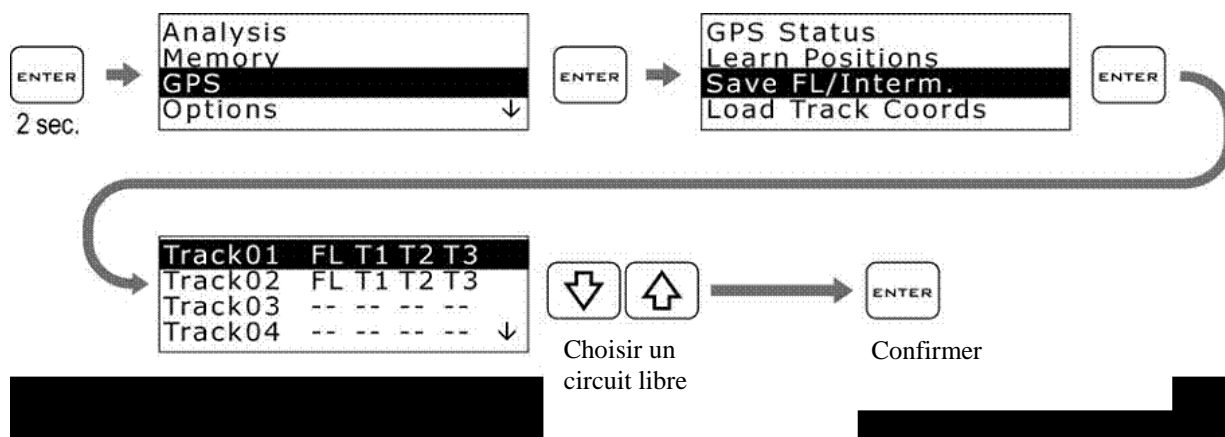 ENTER
2 sec.
Analysis
Memory
GPS
Options ↓
ENTER
GPS Status
Learn Positions
Save FL/Interm.
Load Track Coords
ENTER
Track01 FL T1 T2 T3
Track02 FL T1 T2 T3
Track03 -- -- -- --
Track04 -- -- -- -- ↓
Choisir un
circuit libre
ENTER
Confirmer